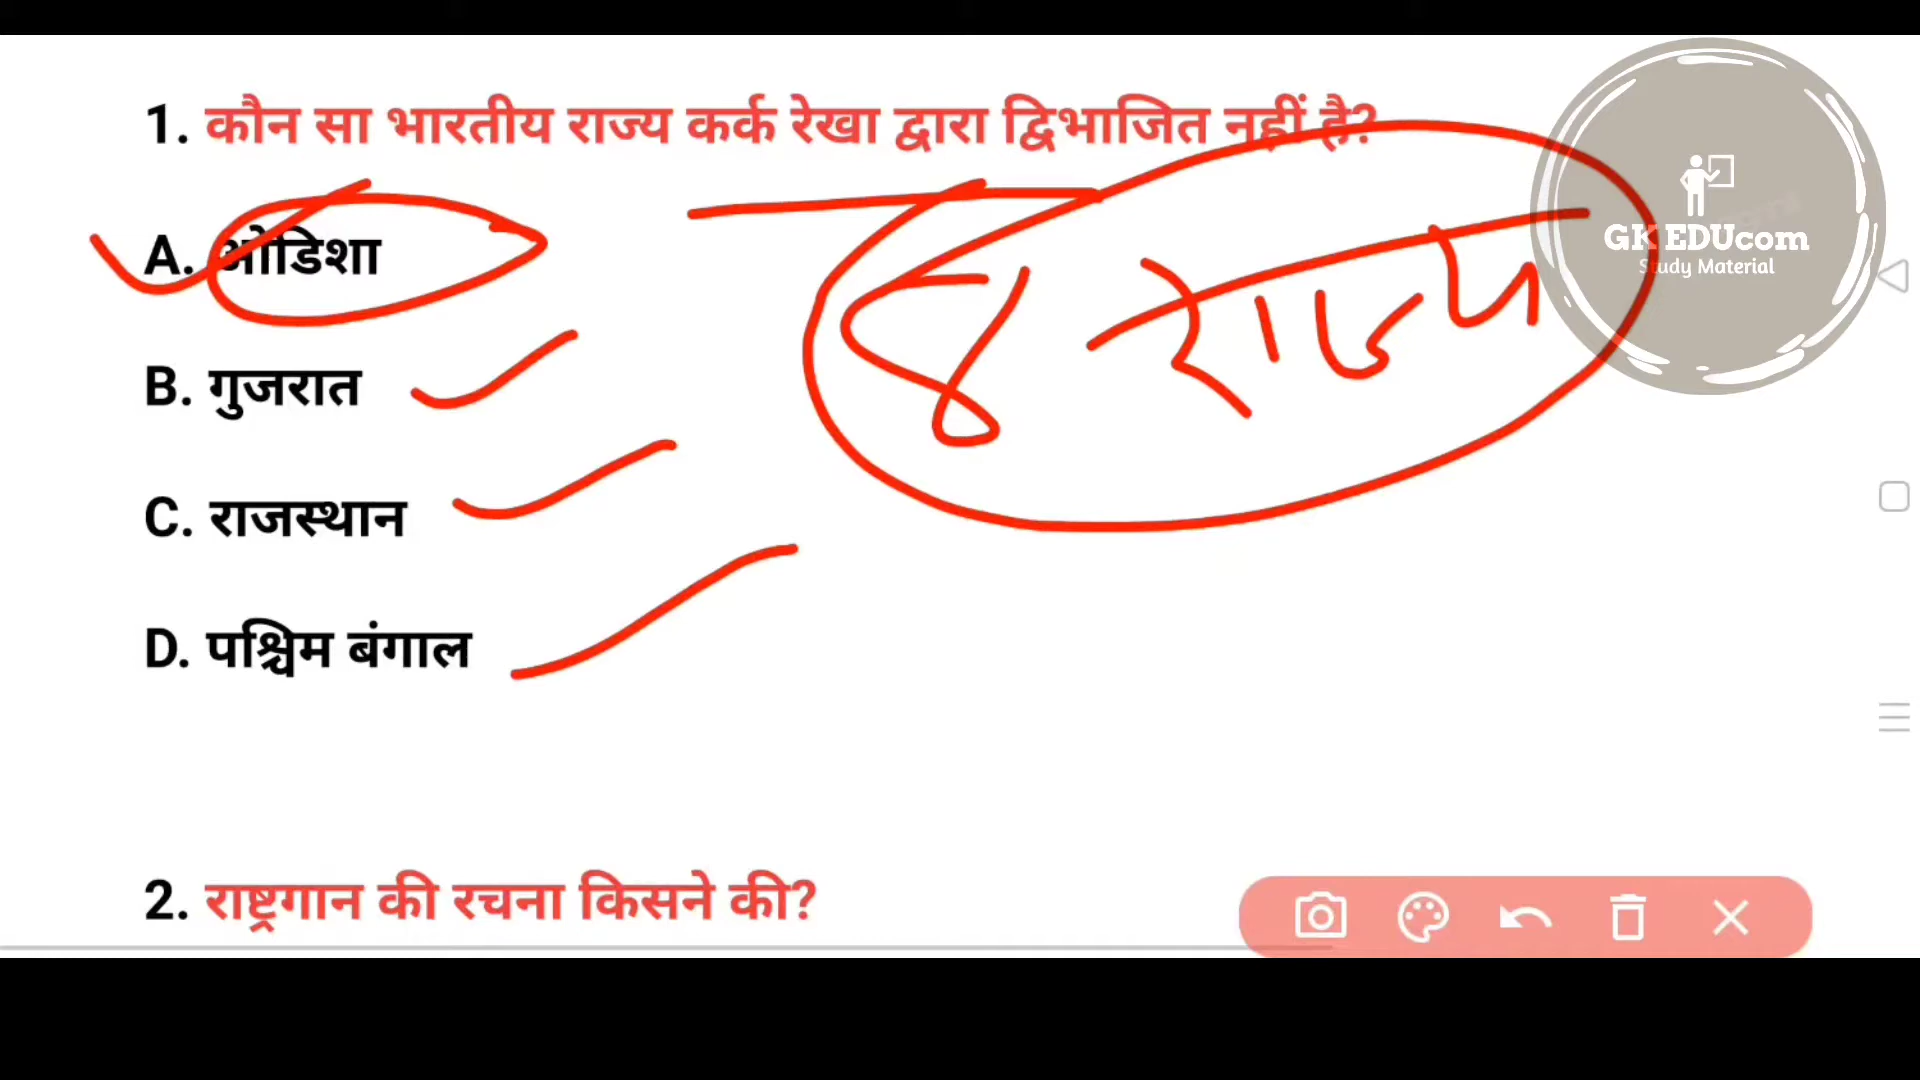 1. कौन सा भारतीय राज्य कर्क रेखा द्वारा द्विभाजित नहीं है?
A. ओडिशा
8 राज्य
B. गुजरात
C. राजस्थान
D. पश्चिम बंगाल
2. राष्ट्रगान की रचना किसने की?
GK EDUcom
Study Material